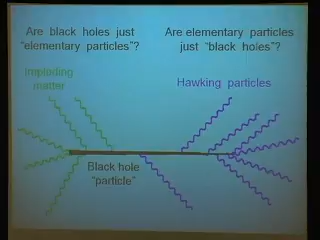 Are black holes just
"elementary particles"?
Are elementary particles
just "black holes"?
Imploding
matter
Hawking particles
Black hole
"particle"